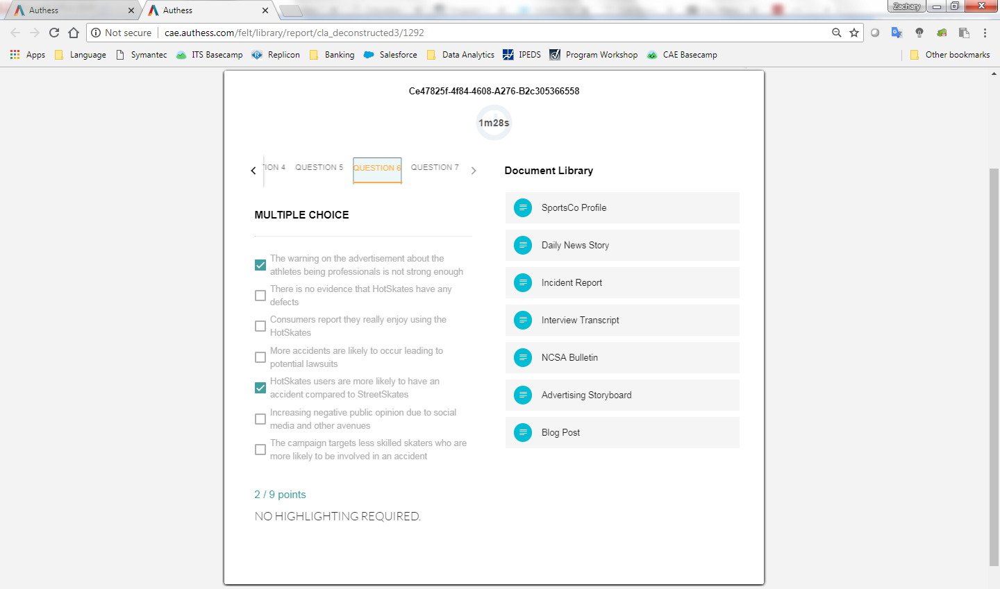 Authess
Authess
Zachary
Not secure
cae.authess.com/felt/library/report/cla_deconstructed3/1292
Apps
Language
Symantec
ITS Basecamp
Replicon
Banking
Salesforce
Data Analytics
IPEDS
Program Workshop
CAE Basecamp
Other bookmarks
Ce47825f-4f84-4608-A276-B2c305366558
1m28s
TION 4
QUESTION 5
QUESTION 6
QUESTION 7
MULTIPLE CHOICE
The warning on the advertisement about the
athletes being professionals is not strong enough
There is no evidence that HotSkates have any
defects
Consumers report they really enjoy using the
HotSkates
More accidents are likely to occur leading to
potential lawsuits
HotSkates users are more likely to have an
accident compared to StreetSkates
Increasing negative public opinion due to social
media and other avenues
The campaign targets less skilled skaters who are
more likely to be involved in an accident
2 / 9 points
NO HIGHLIGHTING REQUIRED.
Document Library
SportsCo Profile
Daily News Story
Incident Report
Interview Transcript
NCSA Bulletin
Advertising Storyboard
Blog Post